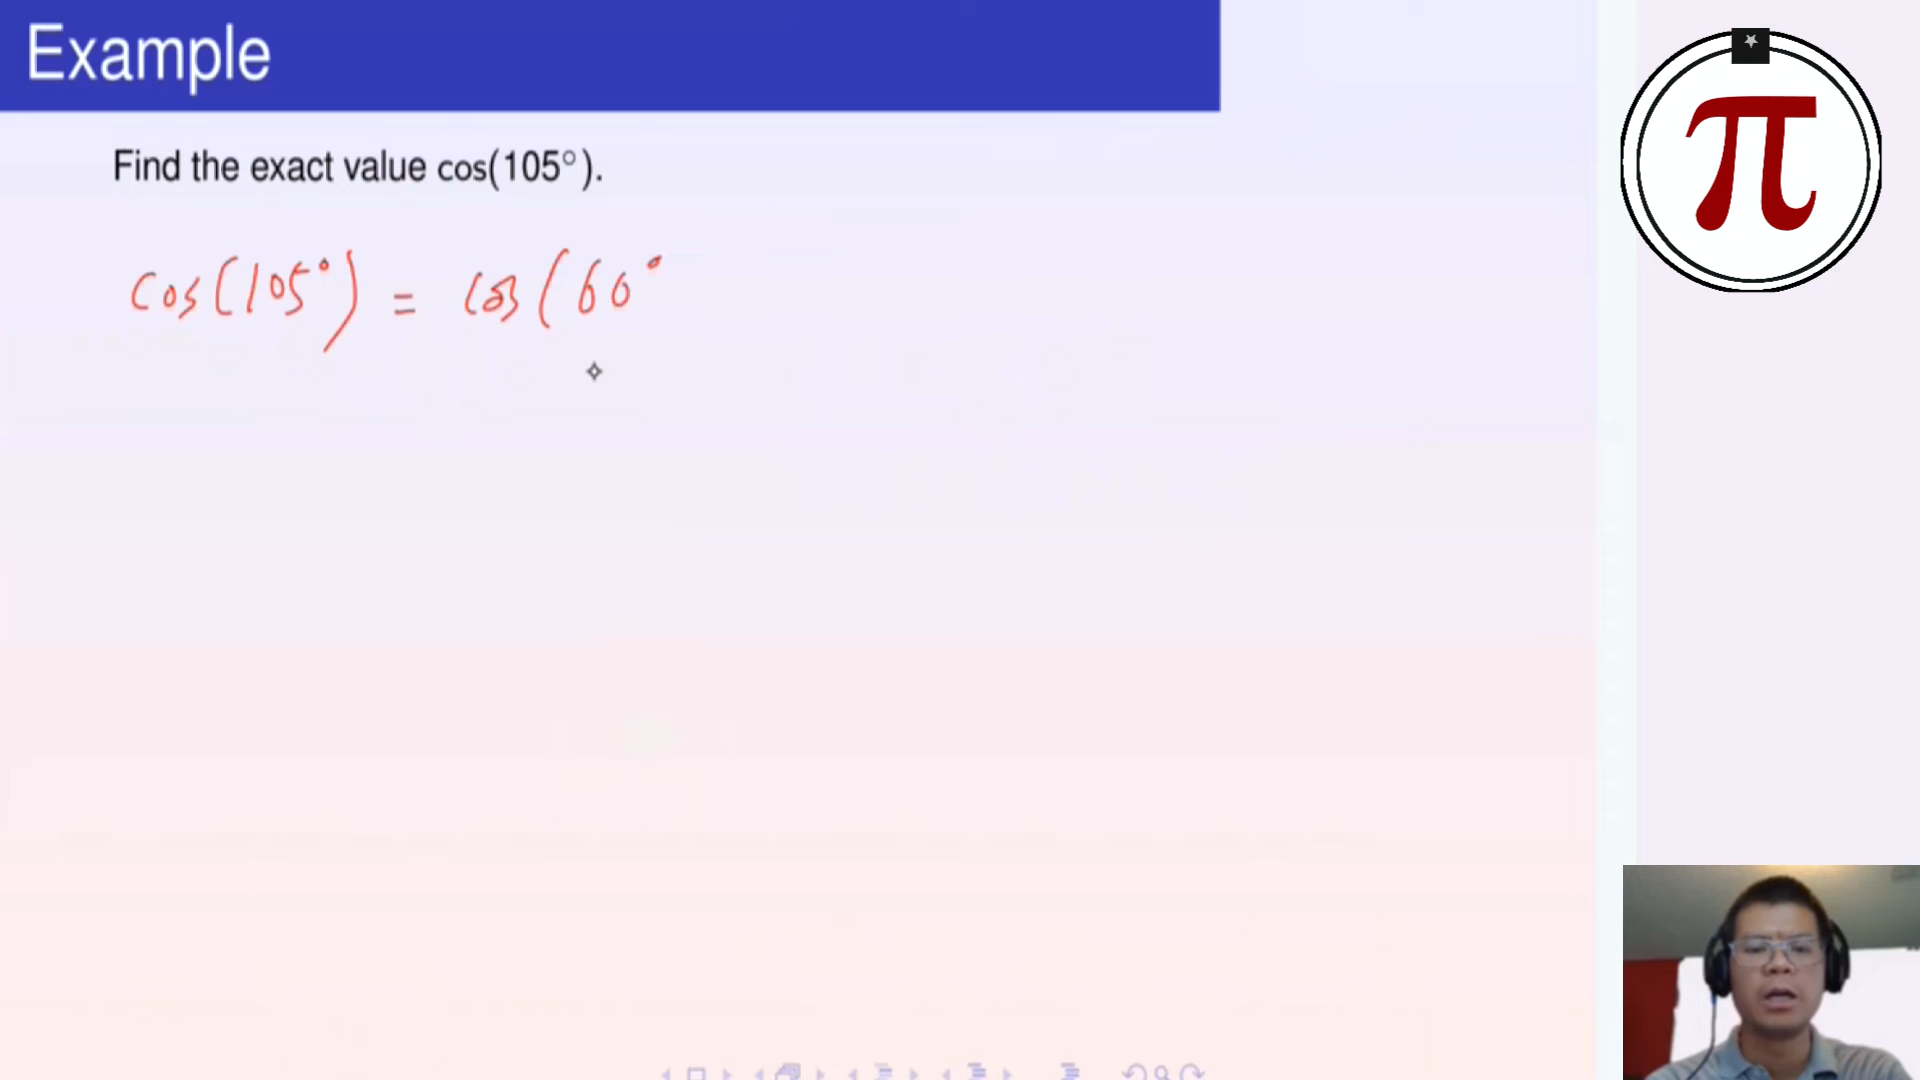 Example
Find the exact value cos(105°).
cos(105°) = cos(60°
π